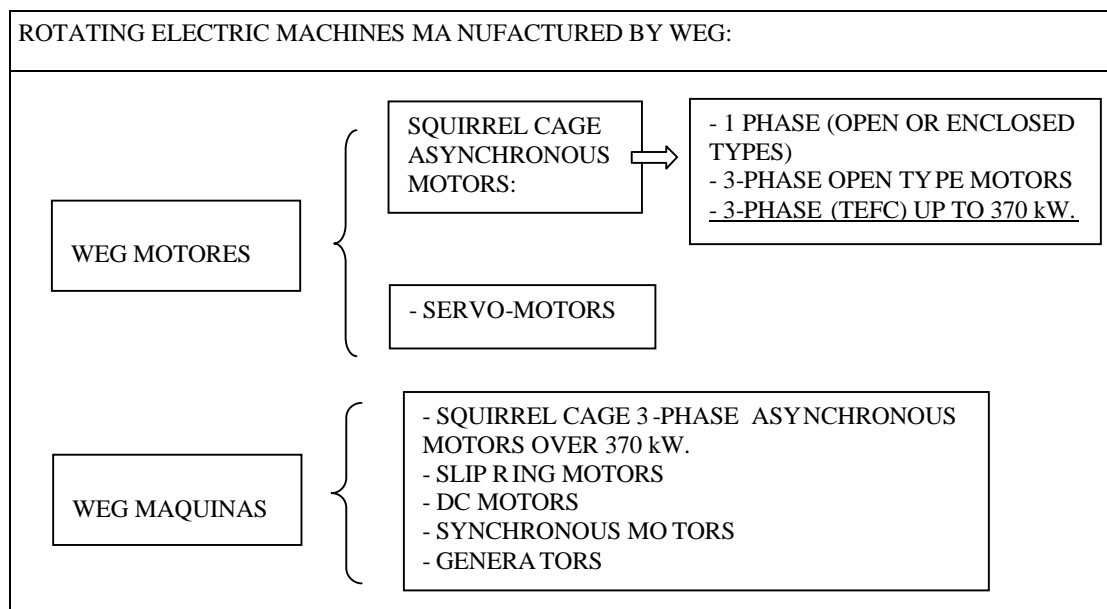 ROTATING ELECTRIC MACHINES MA NUFACTURED BY WEG:
WEG MOTORES
SQUIRREL CAGE
ASYNCHRONOUS
MOTORS:
- 1 PHASE (OPEN OR ENCLOSED
TYPES)
- 3-PHASE OPEN TY PE MOTORS
- 3-PHASE (TEFC) UP TO 370 kW.
- SERVO-MOTORS
WEG MAQUINAS
- SQUIRREL CAGE 3 -PHASE ASYNCHRONOUS
MOTORS OVER 370 kW.
- SLIP R ING MOTORS
- DC MOTORS
- SYNCHRONOUS MO TORS
- GENERA TORS